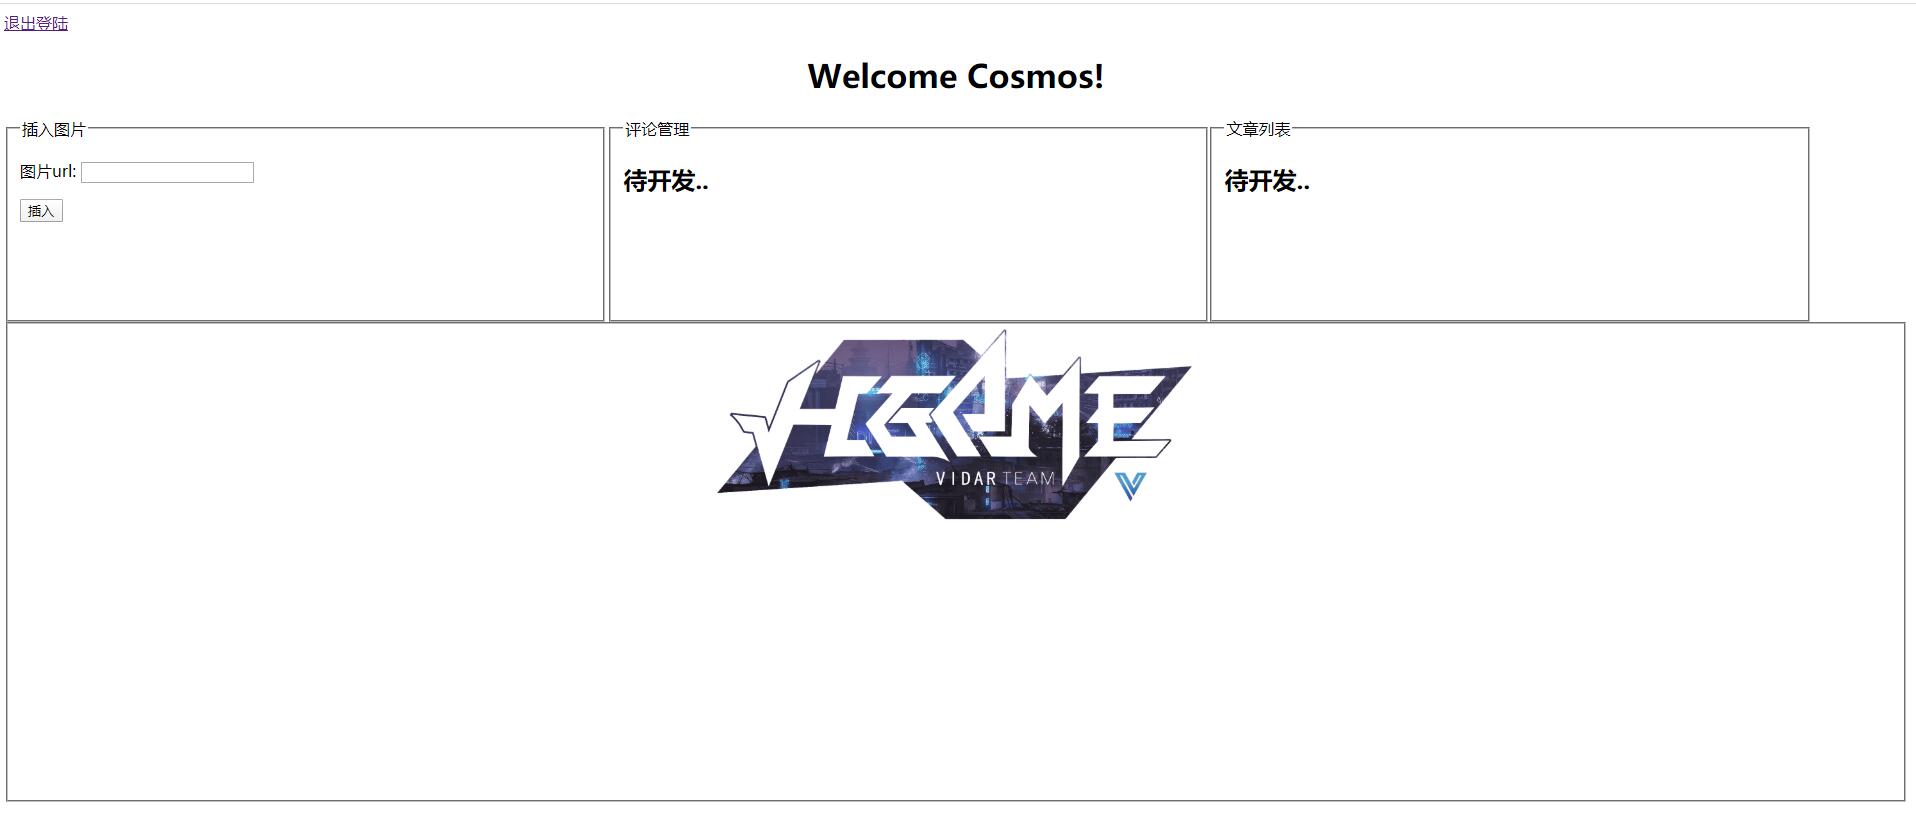 退出登陆
Welcome Cosmos!
插入图片
图片url:
插入
评论管理
待开发..
文章列表
待开发..
HGAME
VIDAR TEAM